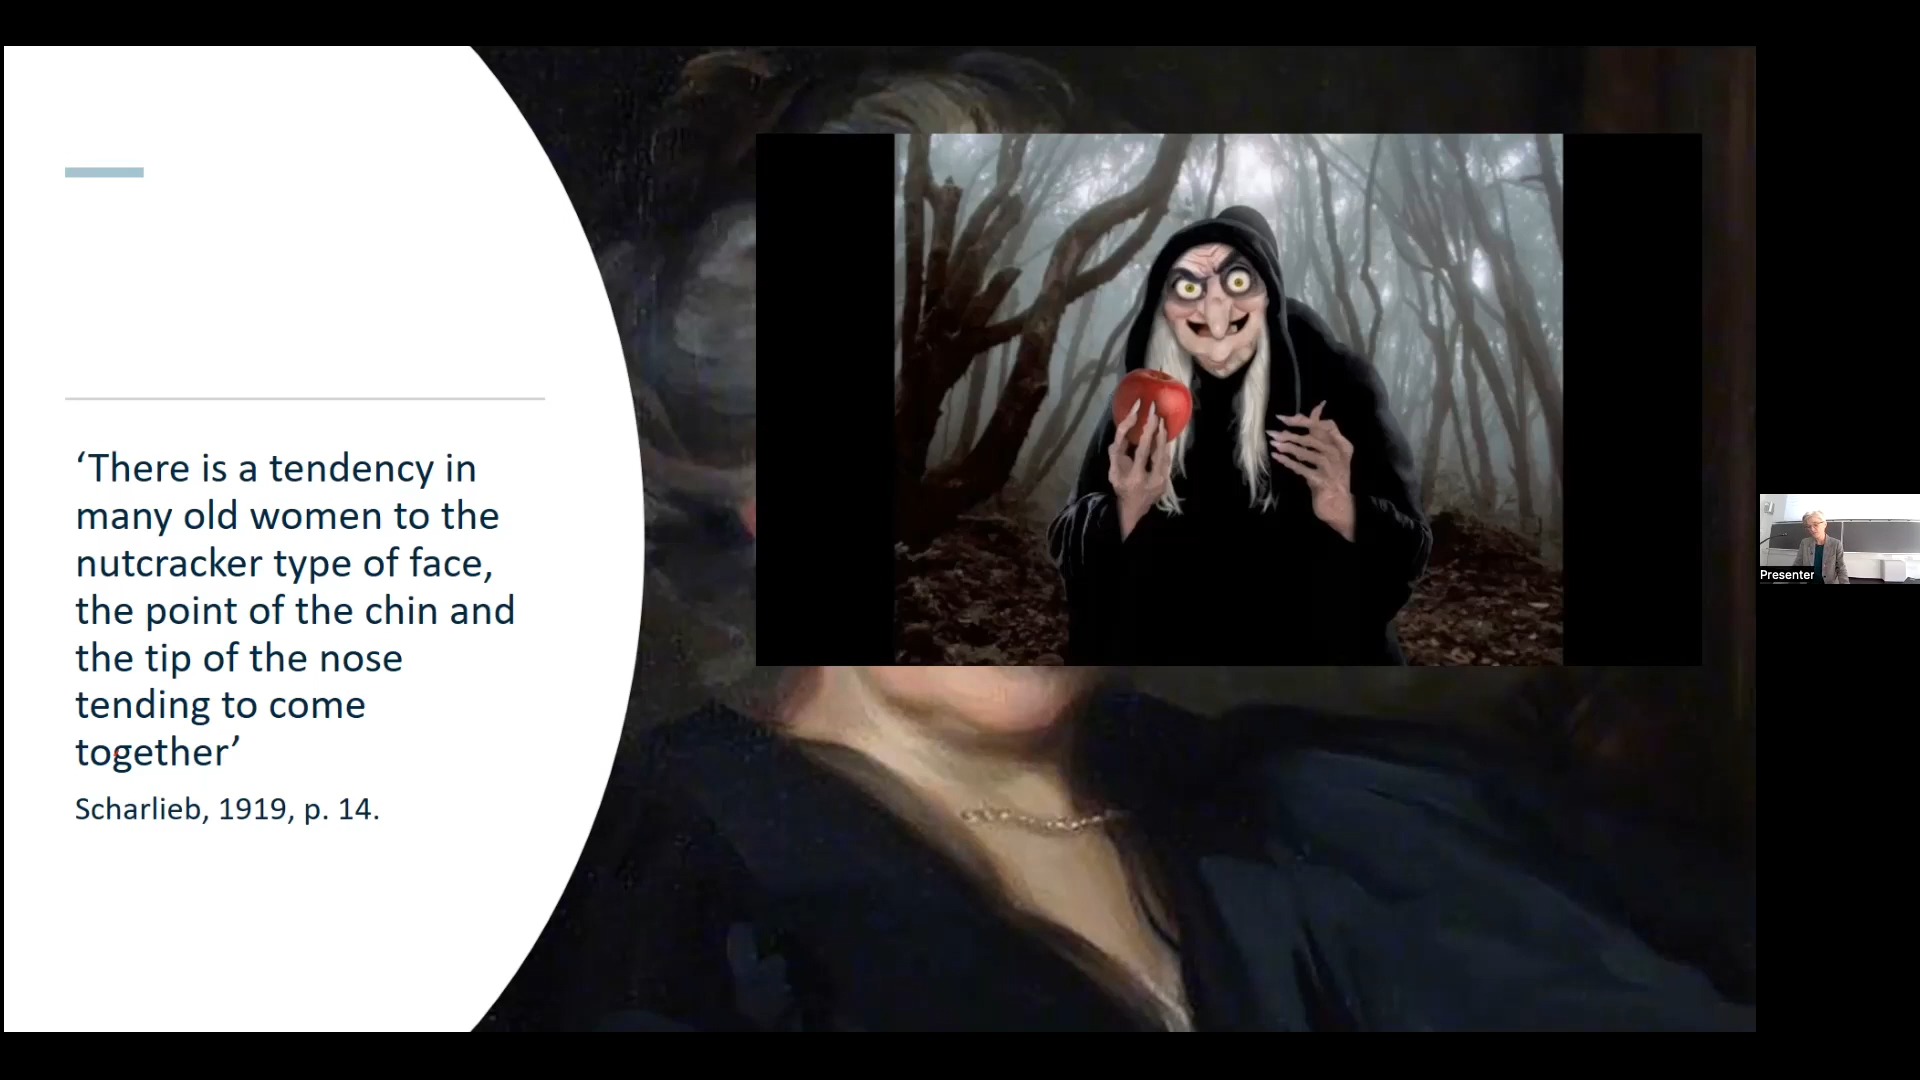 ‘There is a tendency in
many old women to the
nutcracker type of face,
the point of the chin and
the tip of the nose
tending to come
together’
Scharlieb, 1919, p. 14.
Presenter